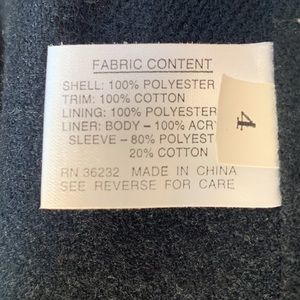 FABRIC CONTENT
SHELL: 100% POLYESTER
TRIM: 100% COTTON
LINING: 100% POLYESTER
LINER: BODY – 100% ACR
SLEEVE – 80% POLYEST
20% COTTON
RN 36232 MADE IN CHINA
SEE REVERSE FOR CARE
4